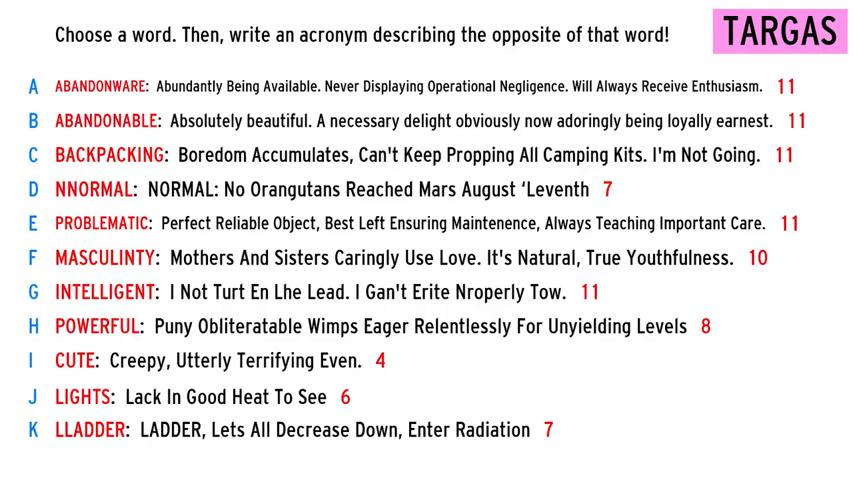 Choose a word. Then, write an acronym describing the opposite of that word!
TARGAS
A ABANDONWARE: Abundantly Being Available. Never Displaying Operational Negligence. Will Always Receive Enthusiasm. 11
B ABANDONABLE: Absolutely beautiful. A necessary delight obviously now adoringly being loyally earnest. 11
C BACKPACKING: Boredom Accumulates, Can't Keep Propping All Camping Kits. I'm Not Going. 11
D NNORMAL: NORMAL: No Orangutans Reached Mars August ‘Leventh 7
E PROBLEMATIC: Perfect Reliable Object, Best Left Ensuring Maintenence, Always Teaching Important Care. 11
F MASCULINTY: Mothers And Sisters Caringly Use Love. It's Natural, True Youthfulness. 10
G INTELLIGENT: I Not Turt En Lhe Lead. I Gan't Erite Nroperly Tow. 11
H POWERFUL: Puny Obliteratable Wimps Eager Relentlessly For Unyielding Levels 8
I CUTE: Creepy, Utterly Terrifying Even. 4
J LIGHTS: Lack In Good Heat To See 6
K LLADDER: LADDER, Lets All Decrease Down, Enter Radiation 7